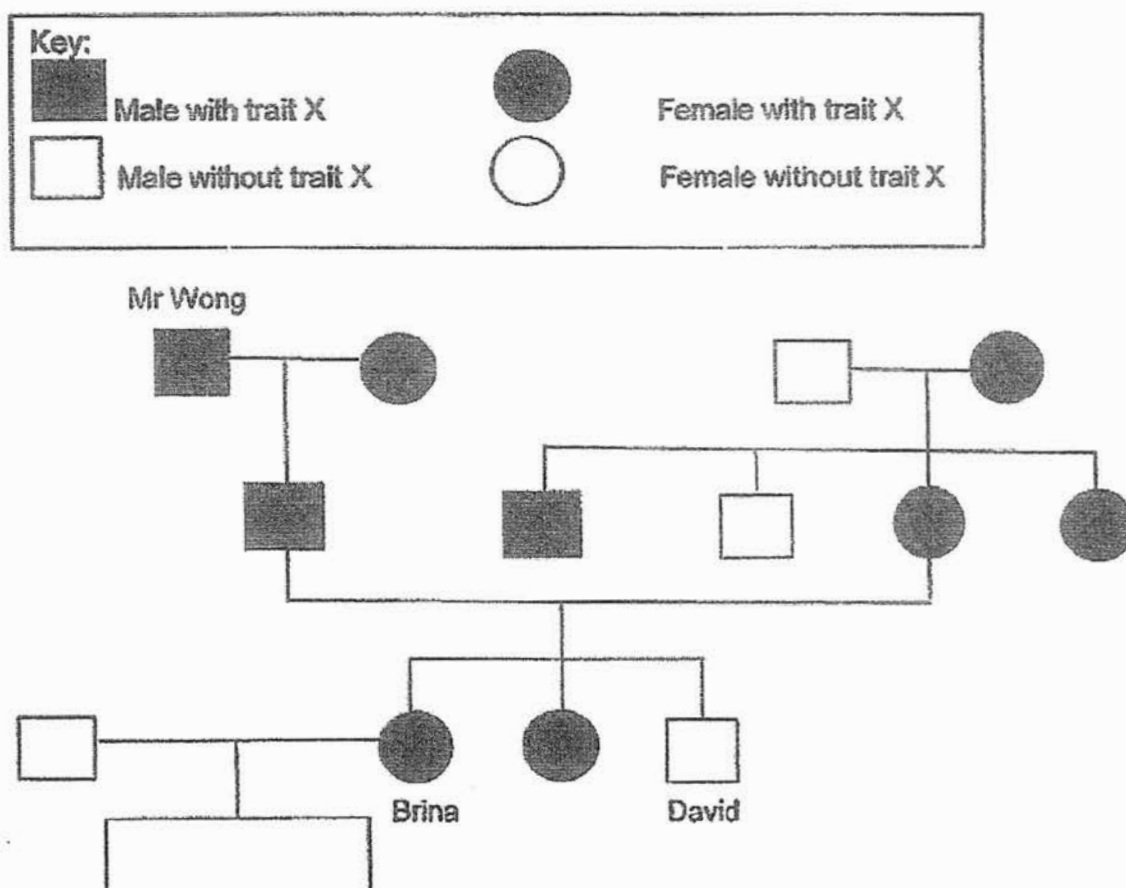 Key:
Male with trait X Female with trait X
Male without trait X Female without trait X
Mr Wong
Brina David